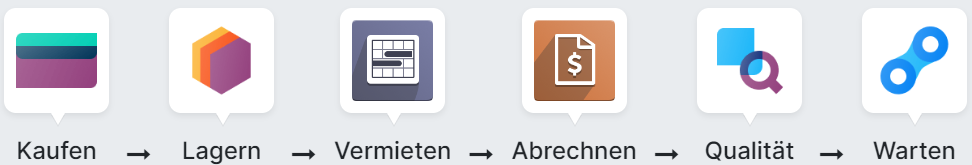 Kaufen → Lagern → Vermieten → Abrechnen → Qualität → Warten